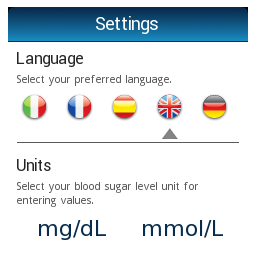 Settings
Language
Select your preferred language.
Units
Select your blood sugar level unit for
entering values.
mg/dL mmol/L